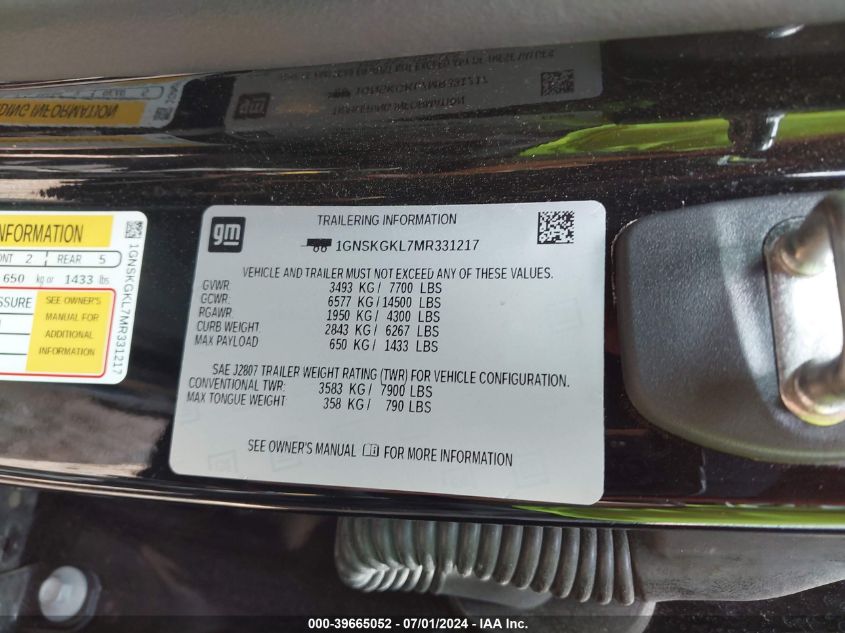 NFORMATION
ONT 2 REAR 5
650 kg or 1433 lbs
SSURE
SEE OWNER'S
MANUAL FOR
ADDITIONAL
INFORMATION
1GNSKGKL7MR331217
gm
TRAILERING INFORMATION
1GNSKGKL7MR331217
VEHICLE AND TRAILER MUST NOT EXCEED ANY OF THESE VALUES.
GVWR: 3493 KG / 7700 LBS
GCWR: 6577 KG / 14500 LBS
RGAWR: 1950 KG / 4300 LBS
CURB WEIGHT: 2843 KG / 6267 LBS
MAX PAYLOAD 650 KG / 1433 LBS
SAE J2807 TRAILER WEIGHT RATING (TWR) FOR VEHICLE CONFIGURATION.
CONVENTIONAL TWR: 3583 KG / 7900 LBS
MAX TONGUE WEIGHT: 358 KG / 790 LBS
SEE OWNER'S MANUAL FOR MORE INFORMATION
000-39665052 / 07/01/2024 - IAA Inc.